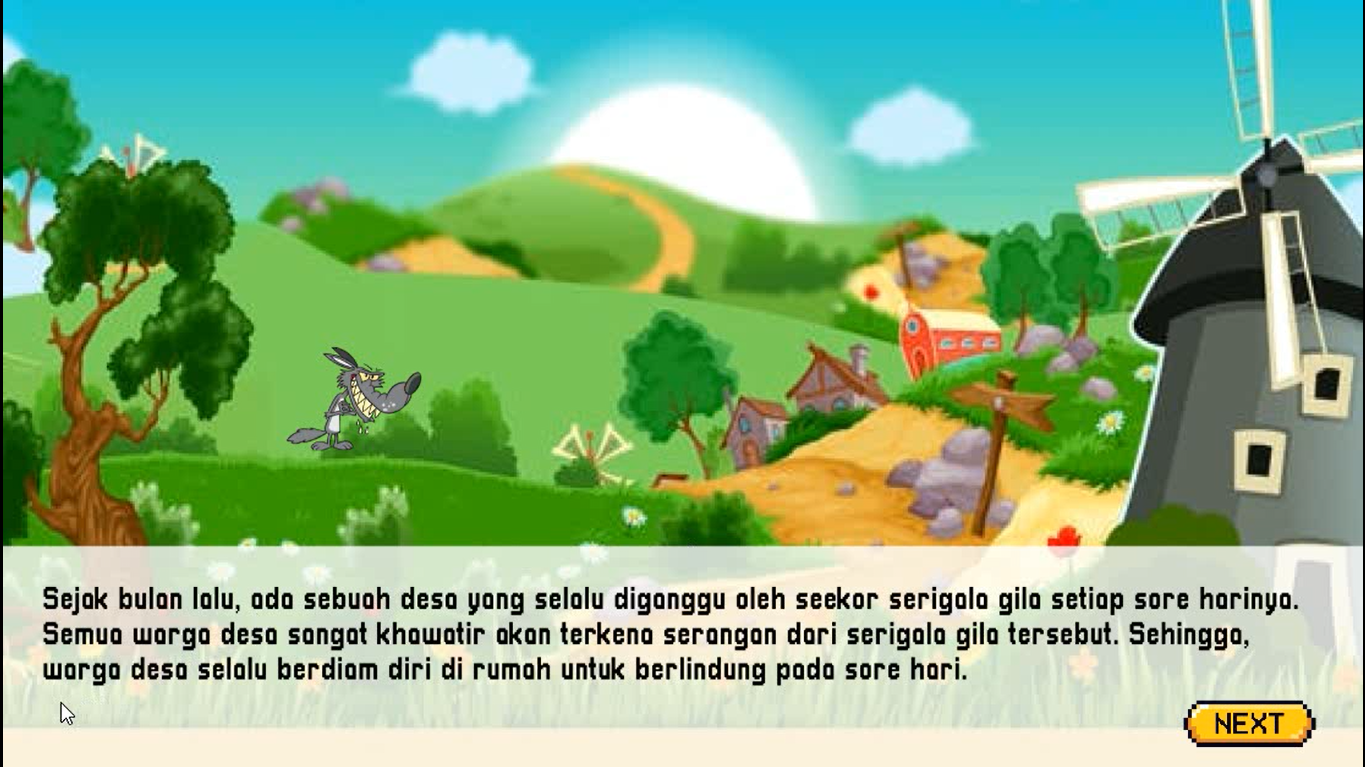 Sejak bulan lalu, ada sebuah desa yang selalu diganggu oleh seekor serigala gila setiap sore harinya.
Semua warga desa sangat khawatir akan terkena serangan dari serigala gila tersebut. Sehingga,
warga desa selalu berdiam diri di rumah untuk berlindung pada sore hari.
NEXT